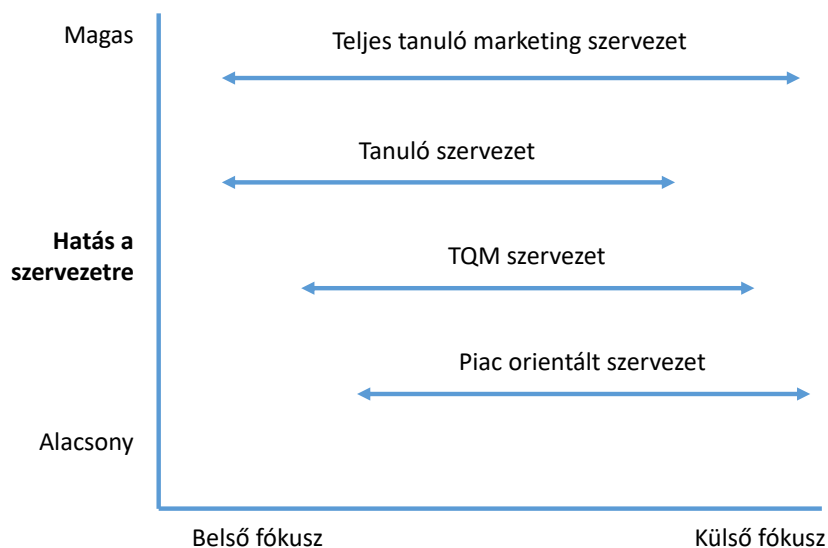 Magas
Teljes tanuló marketing szervezet
Tanuló szervezet
Hatás a
szervezetre
TQM szervezet
Piac orientált szervezet
Alacsony
Belső fókusz
Külső fókusz